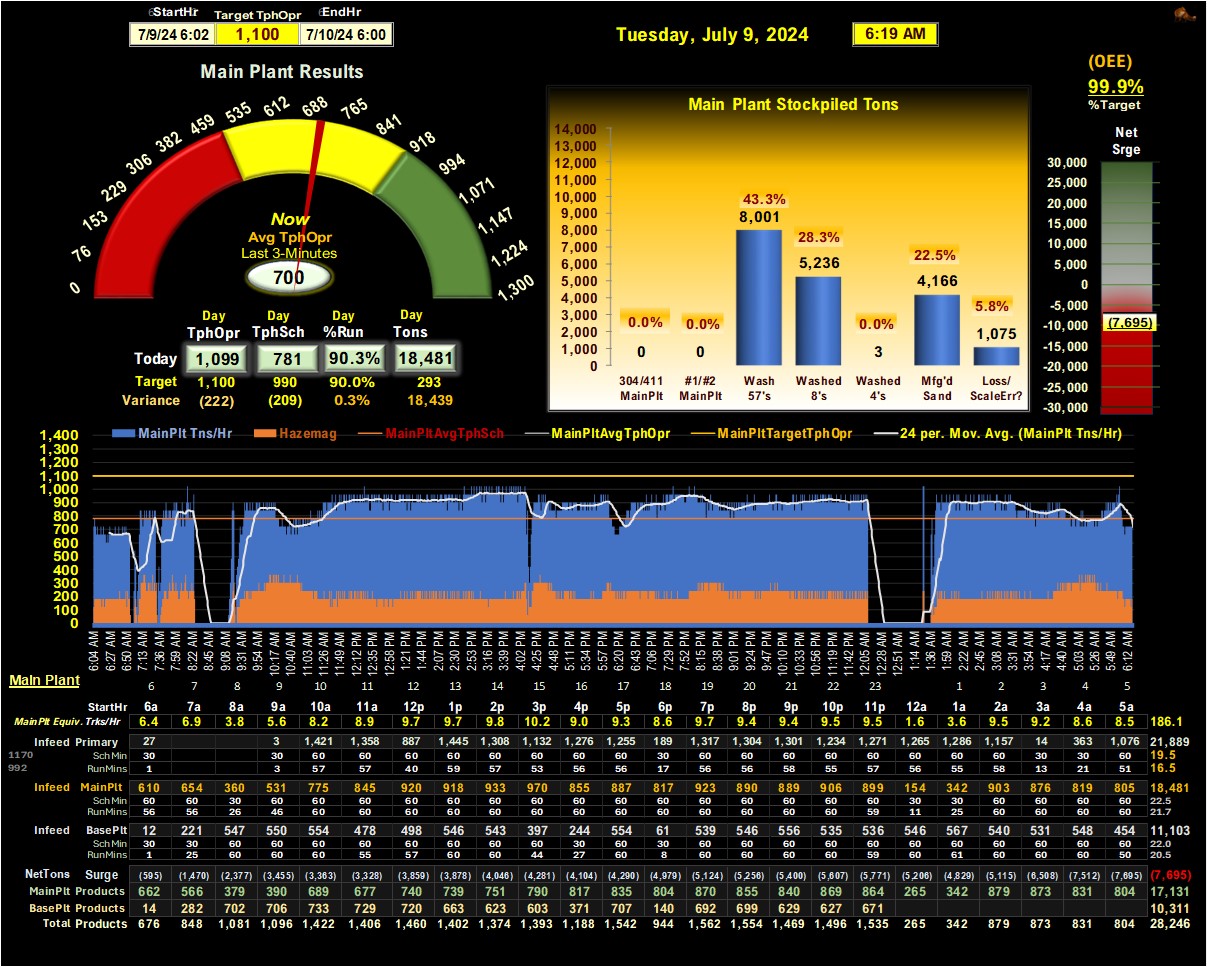 StartHr Target TphOpr EndHr
7/9/24 6:02 1,100 7/10/24 6:00
Tuesday, July 9, 2024 6:19 AM
Main Plant Results
0 76 153 229 306 382 459 535 612 688 765 841 918 994 1,071 1,147 1,224 1,300
Now
Avg TphOpr
Last 3-Minutes
700
Day Day Day Day
TphOpr TphSch %Run Tons
Today 1,099 781 90.3% 18,481
Target 1,100 990 90.0% 293
Variance (222) (209) 0.3% 18,439
Main Plant Stockpiled Tons
14,000
13,000
12,000
11,000
10,000
9,000
8,000
7,000
6,000
5,000
4,000
3,000
2,000
1,000
0
0.0% 0.0% 43.3% 28.3% 0.0% 22.5% 5.8%
0 0 8,001 5,236 3 4,166 1,075
304/411 #1/#2 Wash Washed Washed Mfg'd Loss/
MainPlt MainPlt 57's 8's 4's Sand ScaleErr?
(OEE)
99.9%
%Target
Net
Srge
30,000
25,000
20,000
15,000
10,000
5,000
0
-5,000
-10,000
-15,000
-20,000
-25,000
-30,000
(7,695)
MainPlt Tns/Hr Hazemag MainPltAvgTphSch MainPltAvgTphOpr MainPltTargetTphOpr 24 per. Mov. Avg. (MainPlt Tns/Hr)
1,400
1,300
1,200
1,100
1,000
900
800
700
600
500
400
300
200
100
0
6:04 AM 6:27 AM 6:50 AM 7:13 AM 7:36 AM 7:59 AM 8:22 AM 8:45 AM 9:09 AM 9:31 AM 9:54 AM 10:17 AM 10:40 AM 11:03 AM 11:26 AM 11:49 AM 12:12 PM 12:35 PM 12:58 PM 1:21 PM 1:44 PM 2:07 PM 2:30 PM 2:53 PM 3:16 PM 3:39 PM 4:02 PM 4:25 PM 4:48 PM 5:11 PM 5:34 PM 5:57 PM 6:20 PM 6:43 PM 7:06 PM 7:29 PM 7:52 PM 8:15 PM 8:38 PM 9:01 PM 9:24 PM 9:47 PM 10:10 PM 10:33 PM 10:56 PM 11:19 PM 11:42 PM 12:05 AM 12:28 AM 12:51 AM 1:14 AM 1:36 AM 1:59 AM 2:22 AM 2:45 AM 3:08 AM 3:31 AM 3:54 AM 4:17 AM 4:40 AM 5:03 AM 5:26 AM 5:49 AM 6:12 AM
Main Plant
6 7 8 9 10 11 12 13 14 15 16 17 18 19 20 21 22 23 1 2 3 4 5
StartHr 6a 7a 8a 9a 10a 11a 12p 1p 2p 3p 4p 5p 6p 7p 8p 9p 10p 11p 12a 1a 2a 3a 4a 5a
MainPlt Equiv. Trks/Hr 6.4 6.9 3.8 5.6 8.2 8.9 9.7 9.7 9.8 10.2 9.0 9.3 8.6 9.7 9.4 9.4 9.5 9.5 1.6 3.6 9.5 9.2 8.6 8.5 186.1
Infeed Primary 27 3 1,421 1,358 887 1,445 1,308 1,132 1,276 1,255 189 1,317 1,304 1,301 1,234 1,271 1,265 1,286 1,157 14 363 1,076 21,889
1170 Sch Min 30 30 60 60 60 60 60 60 60 60 30 60 60 60 60 60 60 60 60 30 30 60 19.5
992 RunMins 1 3 57 57 40 59 57 53 56 56 17 56 56 58 55 57 56 55 58 13 21 51 16.5
Infeed MainPlt 610 654 360 531 775 845 920 918 933 970 855 887 817 923 890 889 906 899 154 342 903 876 819 805 18,481
Sch Min 60 60 30 60 60 60 60 60 60 60 60 60 60 60 60 60 60 60 30 30 60 60 60 60 22.5
RunMins 56 56 26 46 60 60 60 60 60 60 60 60 60 60 60 60 60 59 11 25 60 60 60 60 21.7
Infeed BasePlt 12 221 547 550 554 478 498 546 543 397 244 554 61 539 546 556 535 536 546 567 540 531 548 454 11,103
Sch Min 30 30 60 60 60 60 60 60 60 60 30 60 30 60 60 60 60 60 60 60 60 60 60 60 22.0
RunMins 1 25 60 60 60 55 57 60 60 44 27 60 8 60 60 60 60 59 60 61 60 60 60 50 20.5
NetTons Surge (595) (1,470) (2,377) (3,455) (3,363) (3,328) (3,859) (3,878) (4,046) (4,281) (4,104) (4,290) (4,979) (5,124) (5,256) (5,400) (5,607) (5,771) (5,206) (4,829) (5,115) (6,508) (7,512) (7,695) (7,695)
MainPlt Products 662 566 379 390 689 677 740 739 751 790 817 835 804 870 855 840 869 864 265 342 879 873 831 804 17,131
BasePlt Products 14 282 702 706 733 729 720 663 623 603 371 707 140 692 699 629 627 671 10,311
Total Products 676 848 1,081 1,096 1,422 1,406 1,460 1,402 1,374 1,393 1,188 1,542 944 1,562 1,554 1,469 1,496 1,535 265 342 879 873 831 804 28,246